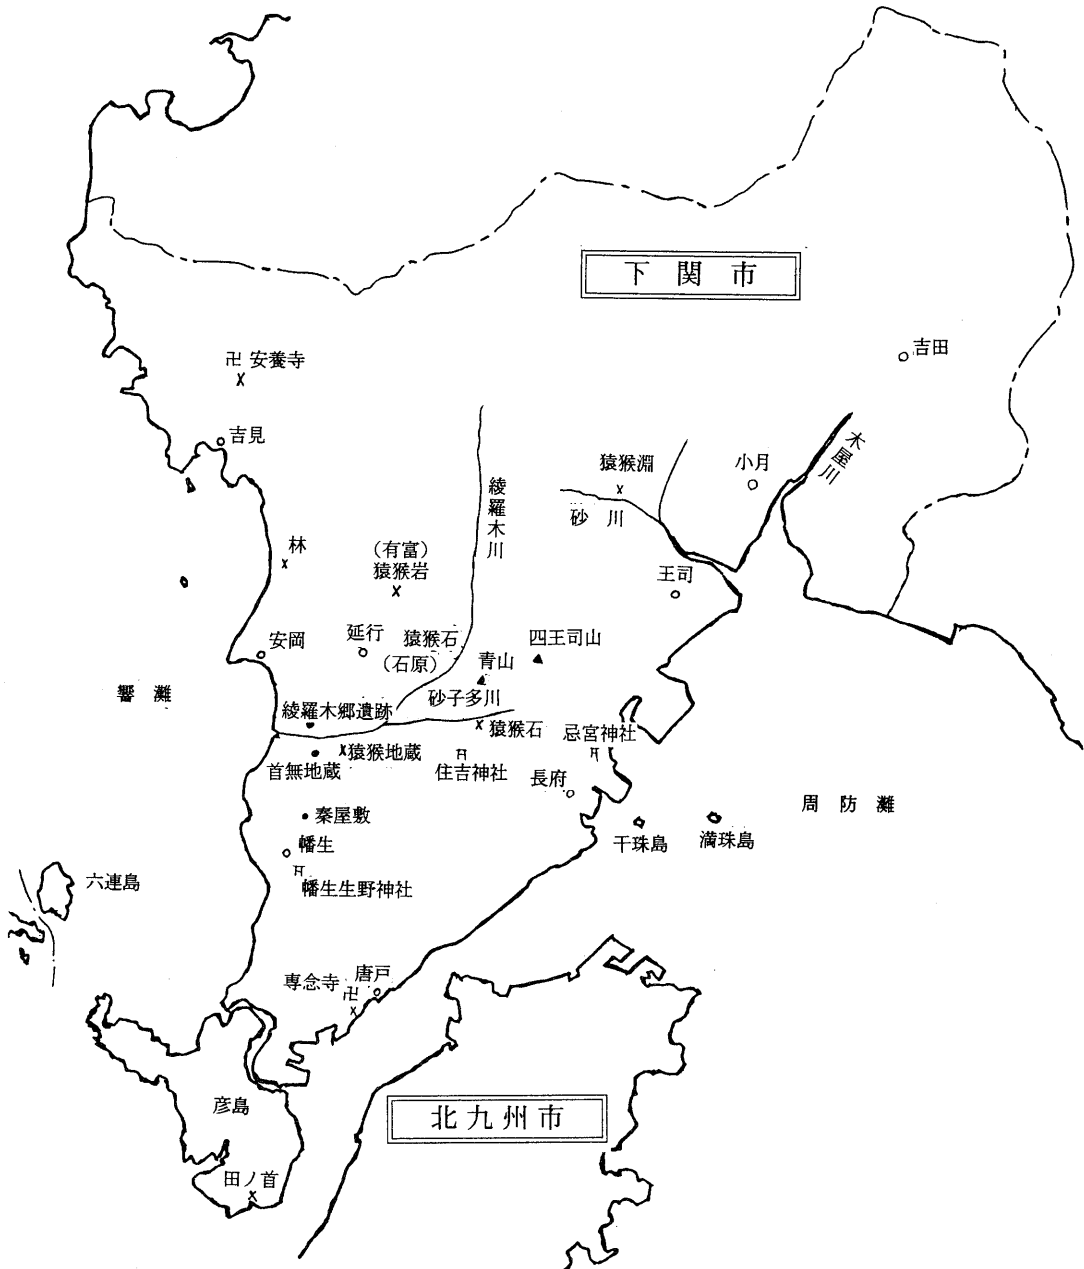 下関市
吉田
卍 安養寺
吉見
木屋川
猿猴淵
小月
綾羅木川
砂川
林
(有富)
猿猴岩
王司
延行
猿猴石
(石原)
四王司山
安岡
青山
響灘
砂子多川
綾羅木郷遺跡
猿猴石
忌宮神社
猿猴地蔵
首無地蔵
住吉神社
長府
周防灘
秦屋敷
干珠島
満珠島
幡生
六連島
幡生生野神社
専念寺
卍
唐戸
彦島
北九州市
田ノ首